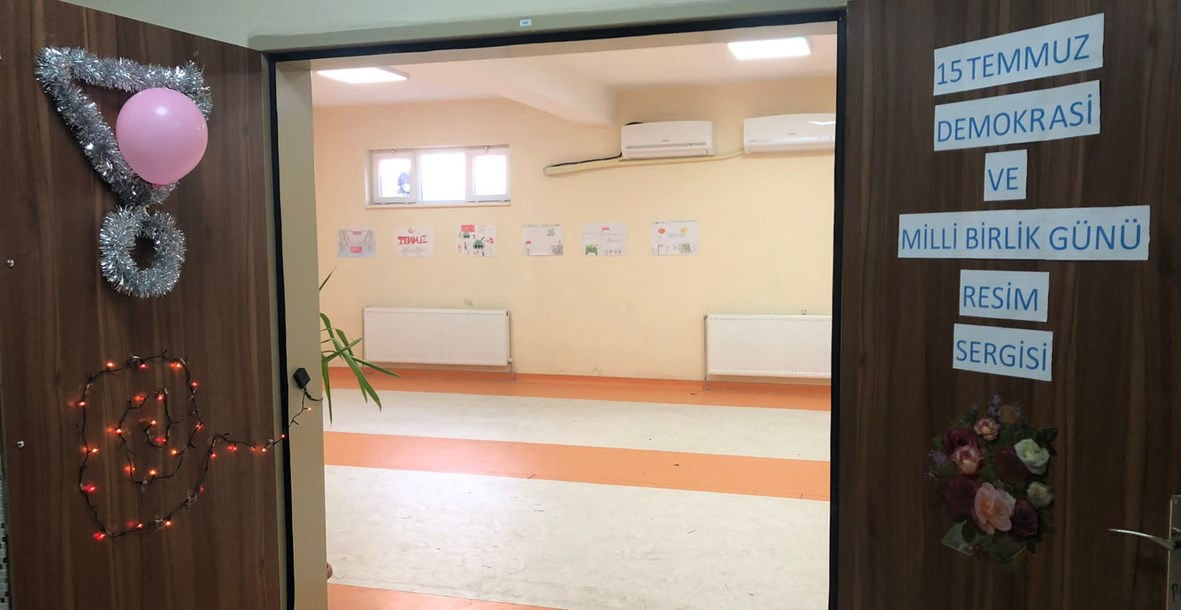 15 TEMMUZ
DEMOKRASİ
VE
MİLLİ BİRLİK GÜNÜ
RESİM
SERGİSİ
TEMMUZ